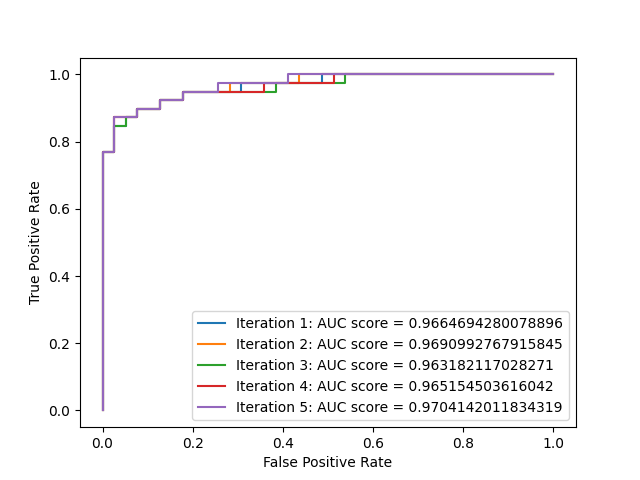 1.0
0.8
0.6
0.4
0.2
0.0
True Positive Rate
Iteration 1: AUC score = 0.9664694280078896
Iteration 2: AUC score = 0.9690992767915845
Iteration 3: AUC score = 0.963182117028271
Iteration 4: AUC score = 0.965154503616042
Iteration 5: AUC score = 0.9704142011834319
0.0 0.2 0.4 0.6 0.8 1.0
False Positive Rate